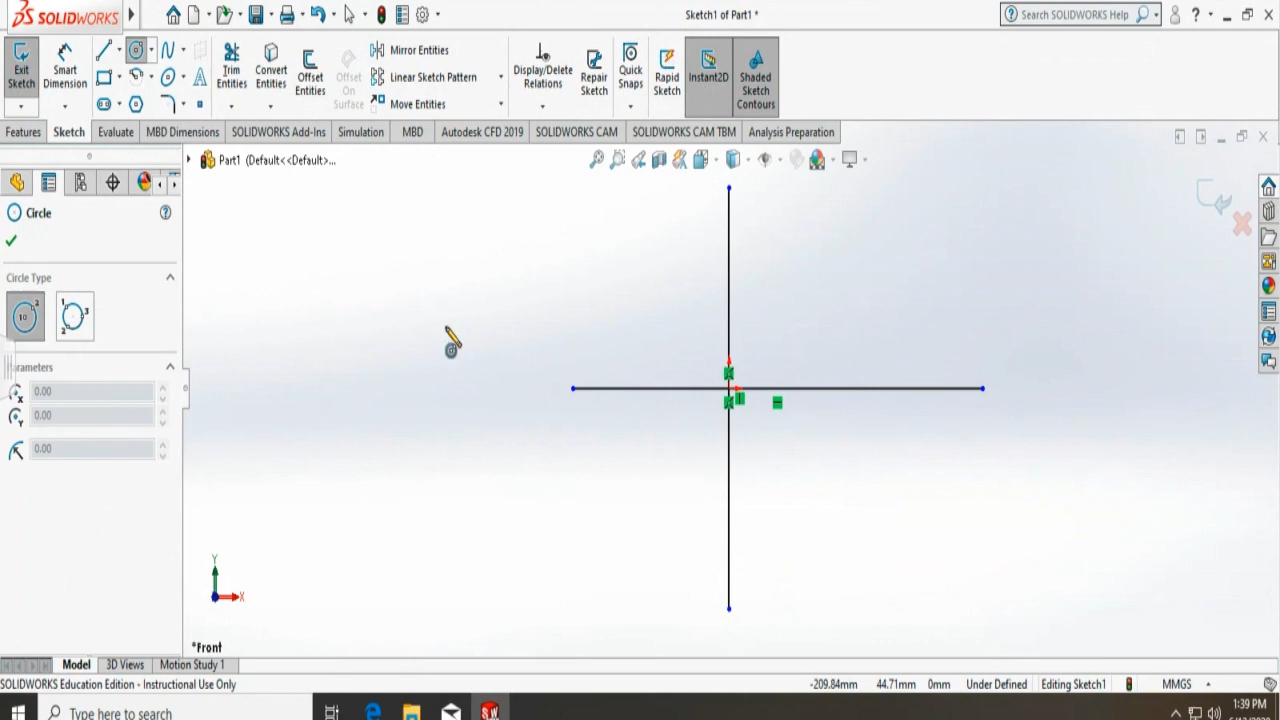 SOLIDWORKS
Sketch1 of Part1 *
Search SOLIDWORKS Help
Exit Sketch
Smart Dimension
Trim Entities
Convert Entities
Offset Entities
Offset On Surface
Mirror Entities
Linear Sketch Pattern
Move Entities
Display/Delete Relations
Repair Sketch
Quick Snaps
Rapid Sketch
Instant2D
Shaded Sketch Contours
Features Sketch Evaluate MBD Dimensions SOLIDWORKS Add-Ins Simulation MBD Autodesk CFD 2019 SOLIDWORKS CAM SOLIDWORKS CAM TBM Analysis Preparation
Part1 (Default<<Default>...
Circle
Circle Type
arameters
0.00
0.00
0.00
Y
X
*Front
Model 3D Views Motion Study 1
SOLIDWORKS Education Edition - Instructional Use Only
-209.84mm 44.71mm 0mm Under Defined Editing Sketch1 MMGS
Type here to search
1:39 PM